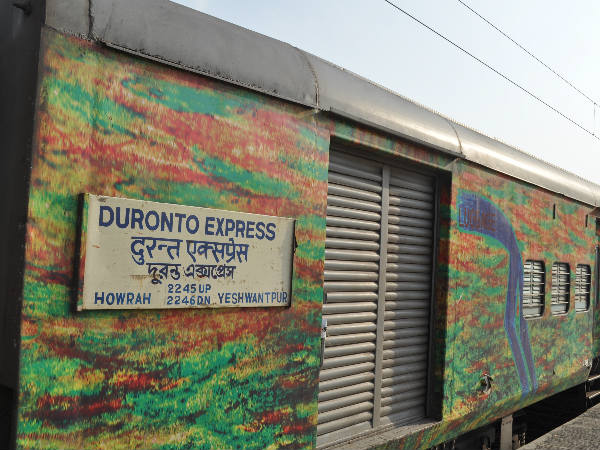 DURONTO EXPRESS
दुरन्त एक्सप्रेस
দূরন্ত এক্সপ্রেস
2245 UP
HOWRAH 2246 DN. YESHWANTPUR